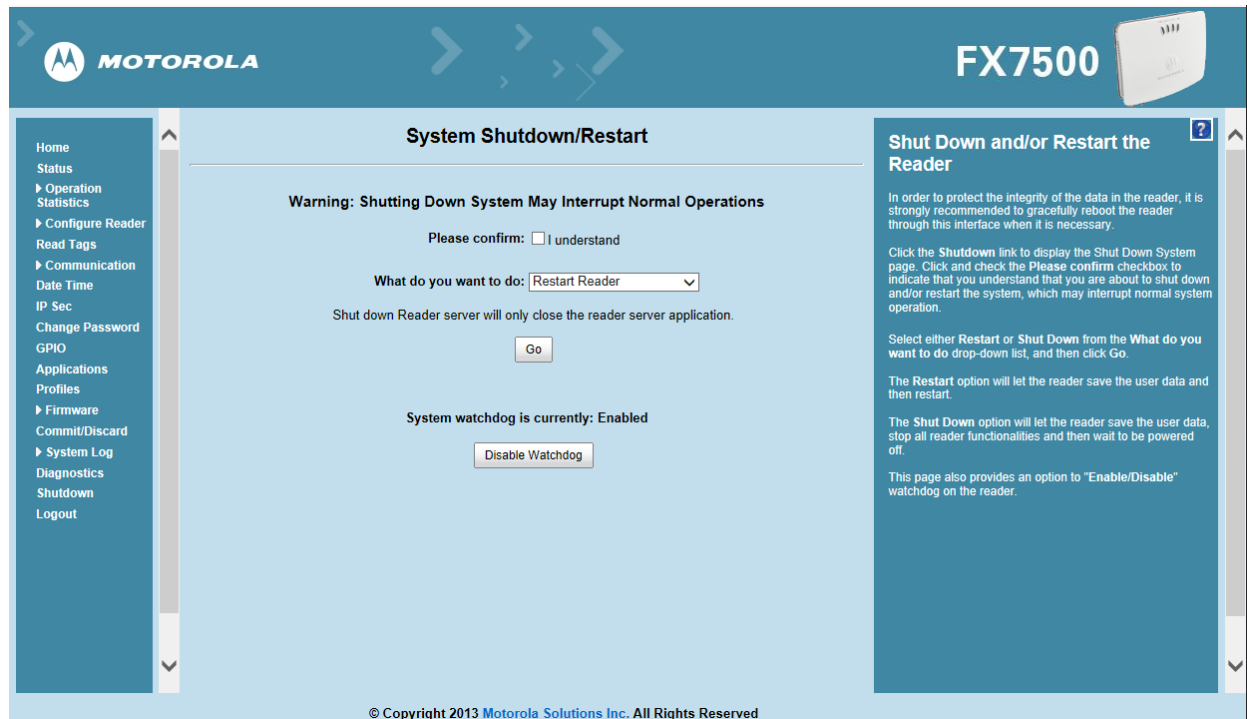 MOTOROLA
FX7500
Home
Status
Operation
Statistics
Configure Reader
Read Tags
Communication
Date Time
IP Sec
Change Password
GPIO
Applications
Profiles
Firmware
Commit/Discard
System Log
Diagnostics
Shutdown
Logout
System Shutdown/Restart
Warning: Shutting Down System May Interrupt Normal Operations
Please confirm: I understand
What do you want to do: Restart Reader
Shut down Reader server will only close the reader server application.
Go
System watchdog is currently: Enabled
Disable Watchdog
?
Shut Down and/or Restart the
Reader
In order to protect the integrity of the data in the reader, it is
strongly recommended to gracefully reboot the reader
through this interface when it is necessary.
Click the Shutdown link to display the Shut Down System
page. Click and check the Please confirm checkbox to
indicate that you understand that you are about to shut down
and/or restart the system, which may interrupt normal system
operation.
Select either Restart or Shut Down from the What do you
want to do drop-down list, and then click Go.
The Restart option will let the reader save the user data and
then restart.
The Shut Down option will let the reader save the user data,
stop all reader functionalities and then wait to be powered
off.
This page also provides an option to "Enable/Disable"
watchdog on the reader.
© Copyright 2013 Motorola Solutions Inc. All Rights Reserved